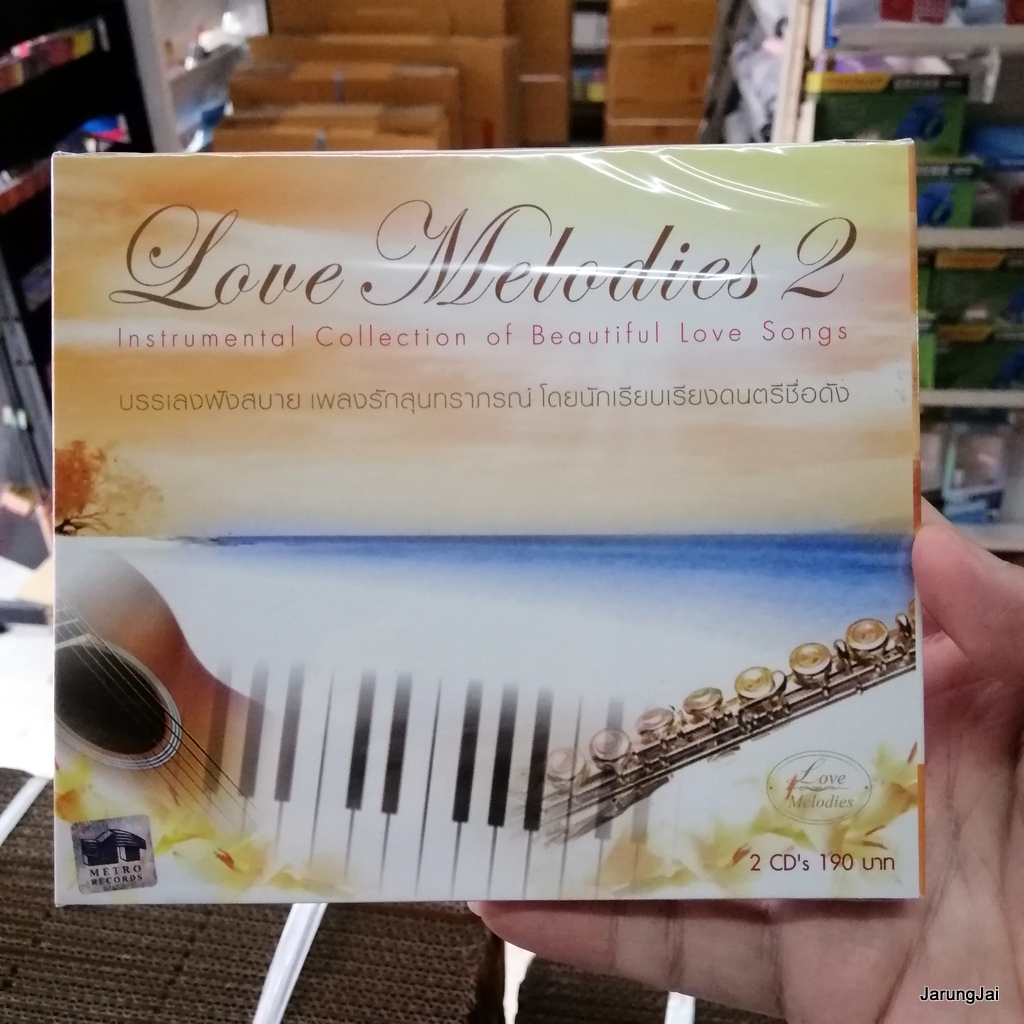 Love Melodies 2
Instrumental Collection of Beautiful Love Songs
บรรเลงฟังสบาย เพลงรักสุนทราภรณ์ โดยนักเรียบเรียงดนตรีชื่อดัง
Love
Melodies
METRO
RECORDS
2 CD's 190 บาท
JarungJai